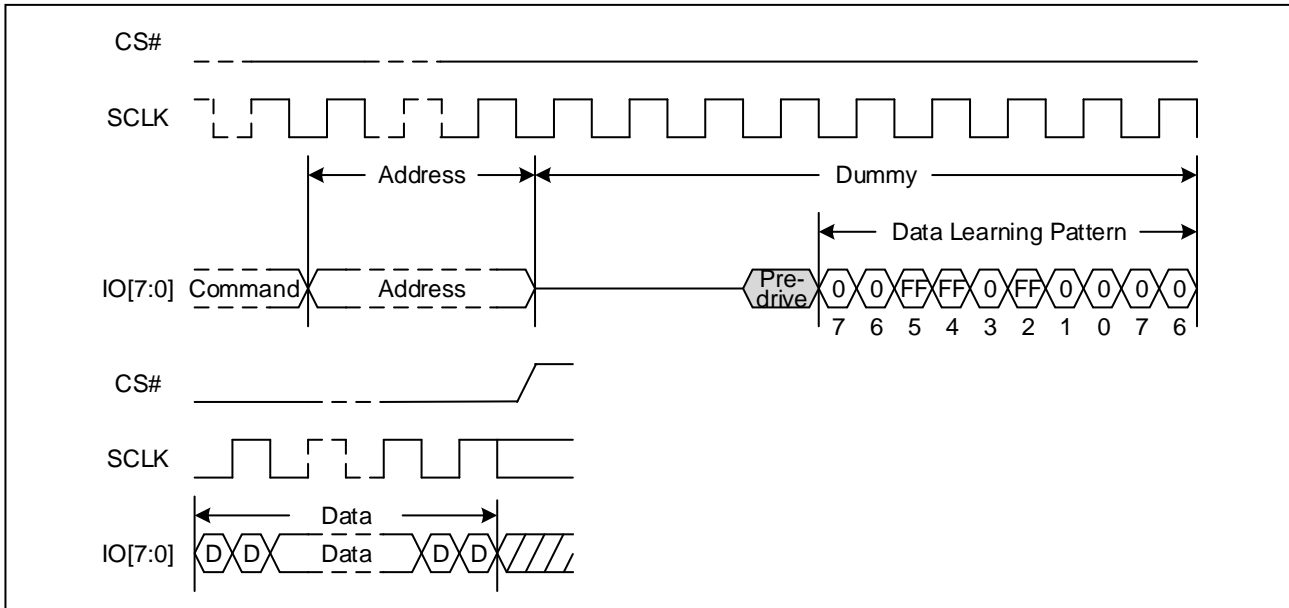 CS#
SCLK
Address Dummy
Data Learning Pattern
IO[7:0] Command Address Pre-drive 0 0 FF FF 0 FF 0 0 0 0
7 6 5 4 3 2 1 0 7 6
CS#
SCLK
Data
IO[7:0] D D Data D D